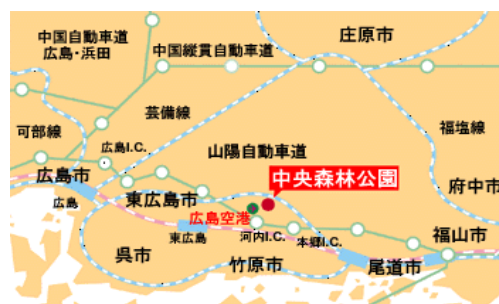 庄原市
中国自動車道
広島・浜田
中国縦貫自動車道
芸備線
可部線
福塩線
広島I.C.
山陽自動車道
中央森林公園
広島市
府中市
広島
東広島市
広島空港
東広島
河内I.C.
本郷I.C.
福山市
呉市
竹原市
尾道市